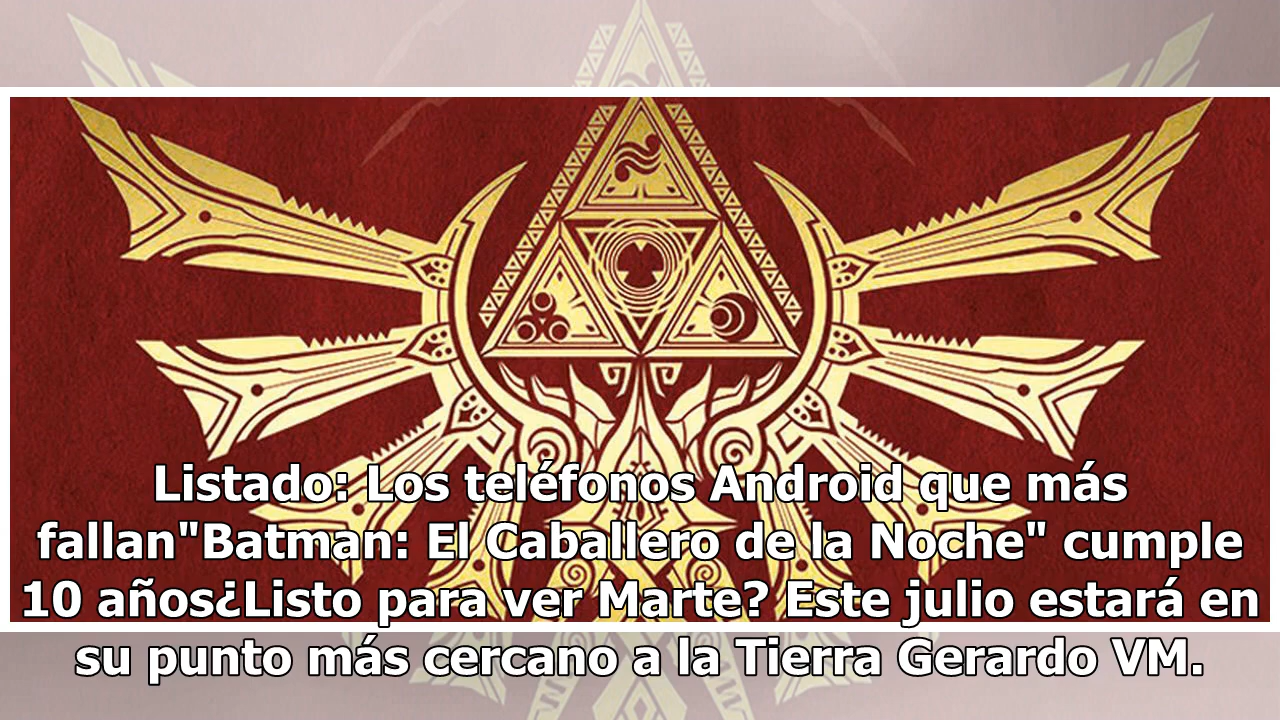 Listado: Los teléfonos Android que más
fallan"Batman: El Caballero de la Noche" cumple
10 años¿Listo para ver Marte? Este julio estará en
su punto más cercano a la Tierra Gerardo VM.